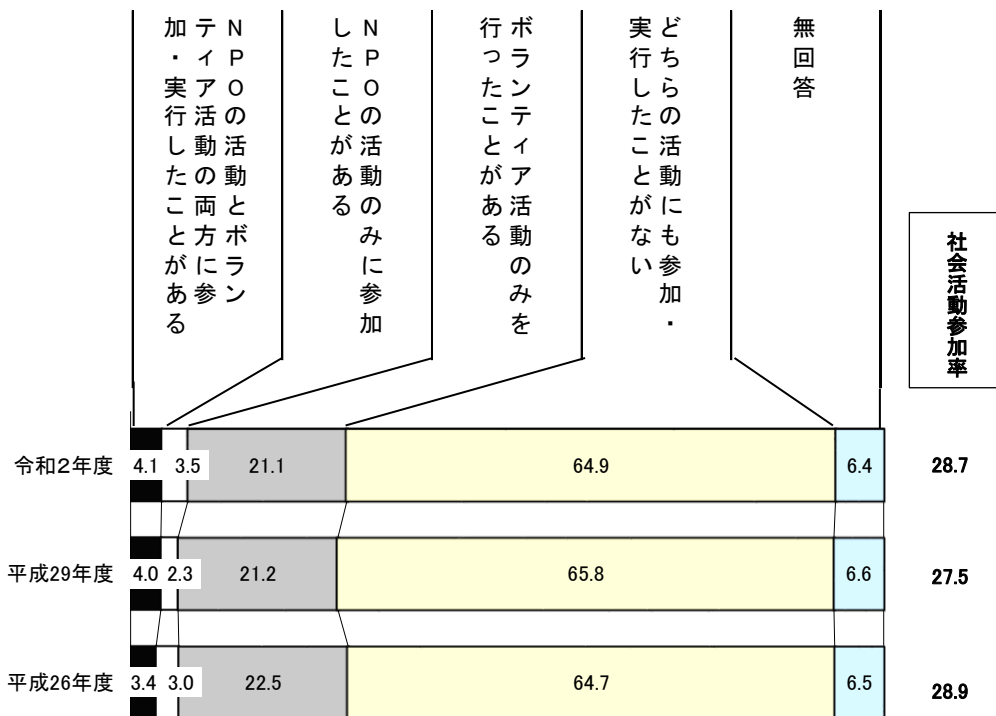 NPOの活動とボラン
ティア活動の両方に参
加・実行したことがある
NPOの活動のみに参加
したことがある
ボランティア活動のみを
行ったことがある
どちらの活動にも参加・
実行したことがない
無回答
社会活動参加率
令和2年度 4.1 3.5 21.1 64.9 6.4 28.7
平成29年度 4.0 2.3 21.2 65.8 6.6 27.5
平成26年度 3.4 3.0 22.5 64.7 6.5 28.9